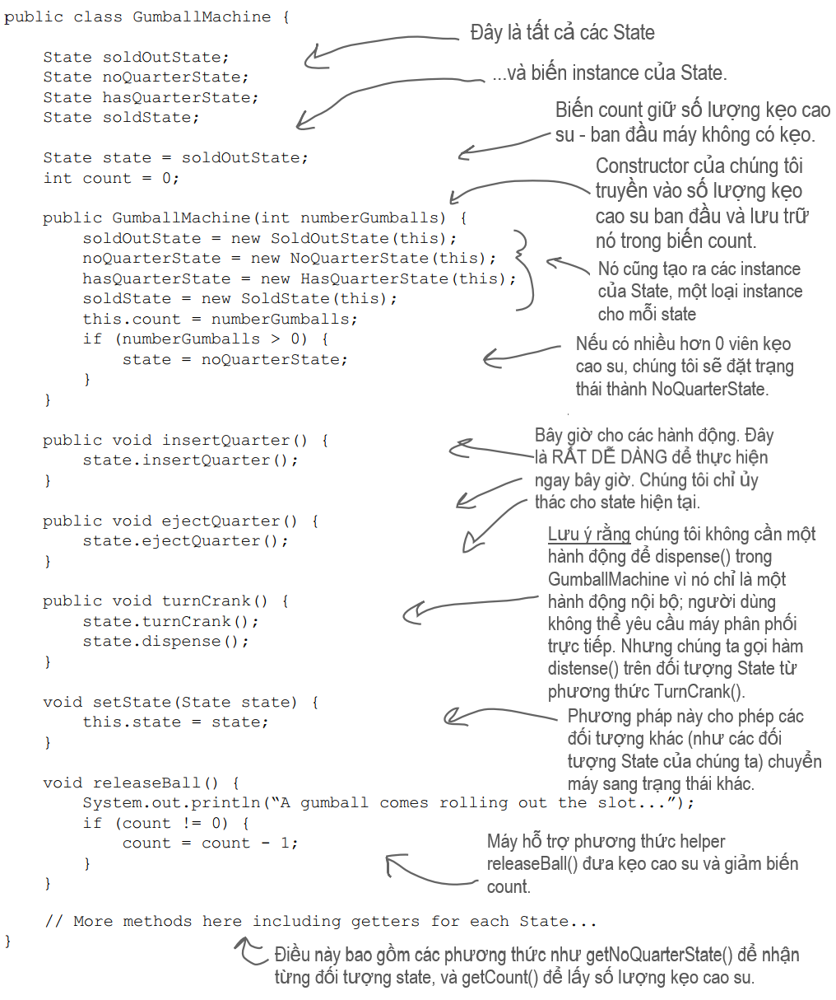 public class GumballMachine {
Đây là tất cả các State
State soldOutState;
State noQuarterState;
State hasQuarterState;
State soldState;
...và biến instance của State.
State state = soldOutState;
int count = 0;
Biến count giữ số lượng kẹo cao
su - ban đầu máy không có kẹo.
public GumballMachine(int numberGumballs) {
soldOutState = new SoldOutState(this);
noQuarterState = new NoQuarterState(this);
hasQuarterState = new HasQuarterState(this);
soldState = new SoldState(this);
this.count = numberGumballs;
if (numberGumballs > 0) {
state = noQuarterState;
}
}
Constructor của chúng tôi
truyền vào số lượng kẹo
cao su ban đầu và lưu trữ
nó trong biến count.
Nó cũng tạo ra các instance
của State, một loại instance
cho mỗi state
Nếu có nhiều hơn 0 viên kẹo
cao su, chúng tôi sẽ đặt trạng
thái thành NoQuarterState.
public void insertQuarter() {
state.insertQuarter();
}
public void ejectQuarter() {
state.ejectQuarter();
}
Bây giờ cho các hành động. Đây
là RẤT DỄ DÀNG để thực hiện
ngay bây giờ. Chúng tôi chỉ ủy
thác cho state hiện tại.
public void turnCrank() {
state.turnCrank();
state.dispense();
}
Lưu ý rằng chúng tôi không cần một
hành động để dispense() trong
GumballMachine vì nó chỉ là một
hành động nội bộ; người dùng
không thể yêu cầu máy phân phối
trực tiếp. Nhưng chúng ta gọi hàm
distense() trên đối tượng State từ
phương thức TurnCrank().
void setState(State state) {
this.state = state;
}
Phương pháp này cho phép các
đối tượng khác (như các đối
tượng State của chúng ta) chuyển
máy sang trạng thái khác.
void releaseBall() {
System.out.println(“A gumball comes rolling out the slot...”);
if (count != 0) {
count = count - 1;
}
}
Máy hỗ trợ phương thức helper
releaseBall() đưa kẹo cao su và giảm biến
count.
// More methods here including getters for each State...
}
Điều này bao gồm các phương thức như getNoQuarterState() để nhận
từng đối tượng state, và getCount() để lấy số lượng kẹo cao su.